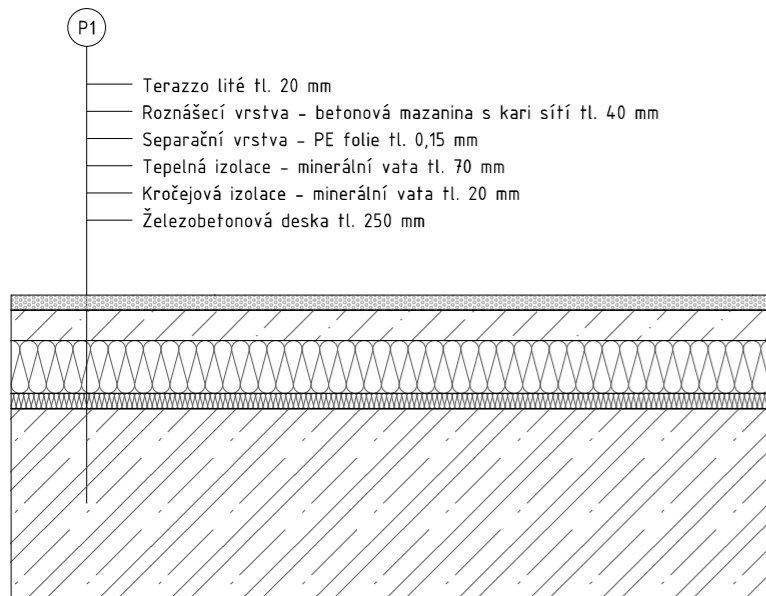 P1
Terazzo lité tl. 20 mm
Roznášecí vrstva - betonová mazanina s kari sítí tl. 40 mm
Separační vrstva - PE folie tl. 0,15 mm
Tepelná izolace - minerální vata tl. 70 mm
Kročejová izolace - minerální vata tl. 20 mm
Železobetonová deska tl. 250 mm